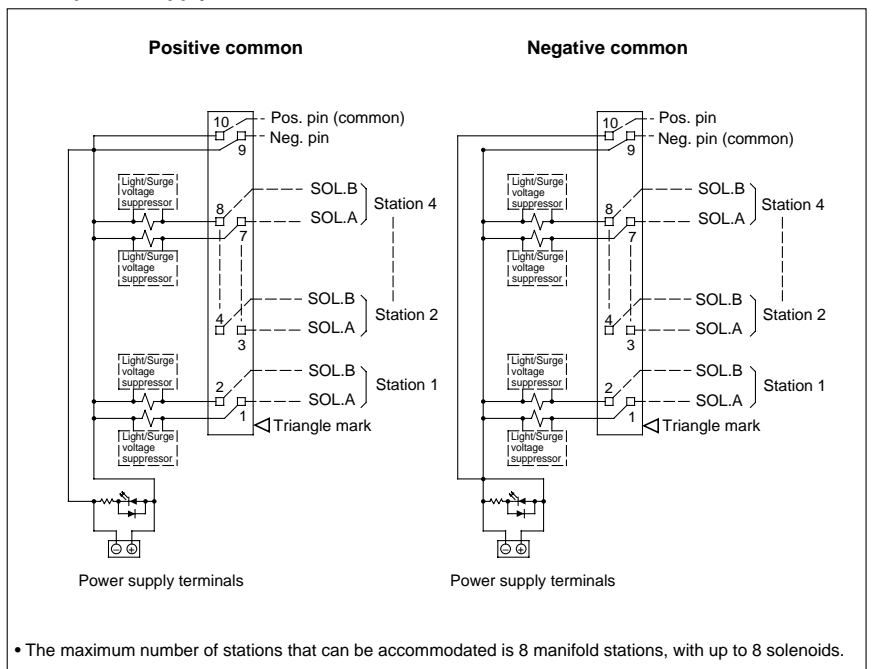 Positive common
10
Pos. pin (common)
Neg. pin
9
Light/Surge
voltage
suppressor
8
SOL.B
Station 4
SOL.A
7
Light/Surge
voltage
suppressor
4
SOL.B
Station 2
SOL.A
3
Light/Surge
voltage
suppressor
2
SOL.B
Station 1
SOL.A
1
Triangle mark
Light/Surge
voltage
suppressor
Power supply terminals
Negative common
10
Pos. pin
Neg. pin (common)
9
Light/Surge
voltage
suppressor
8
SOL.B
Station 4
SOL.A
7
Light/Surge
voltage
suppressor
4
SOL.B
Station 2
SOL.A
3
Light/Surge
voltage
suppressor
2
SOL.B
Station 1
SOL.A
1
Triangle mark
Light/Surge
voltage
suppressor
Power supply terminals
• The maximum number of stations that can be accommodated is 8 manifold stations, with up to 8 solenoids.